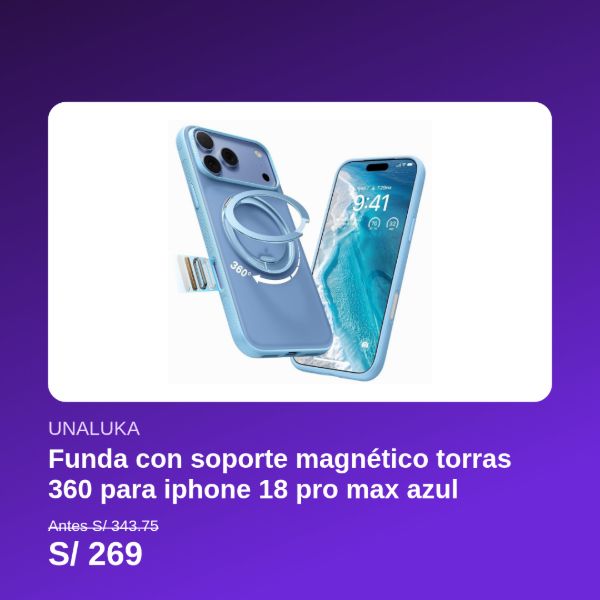 9:41
360°
UNALUKA
Funda con soporte magnético torras
360 para iphone 18 pro max azul
Antes S/ 343.75
S/ 269